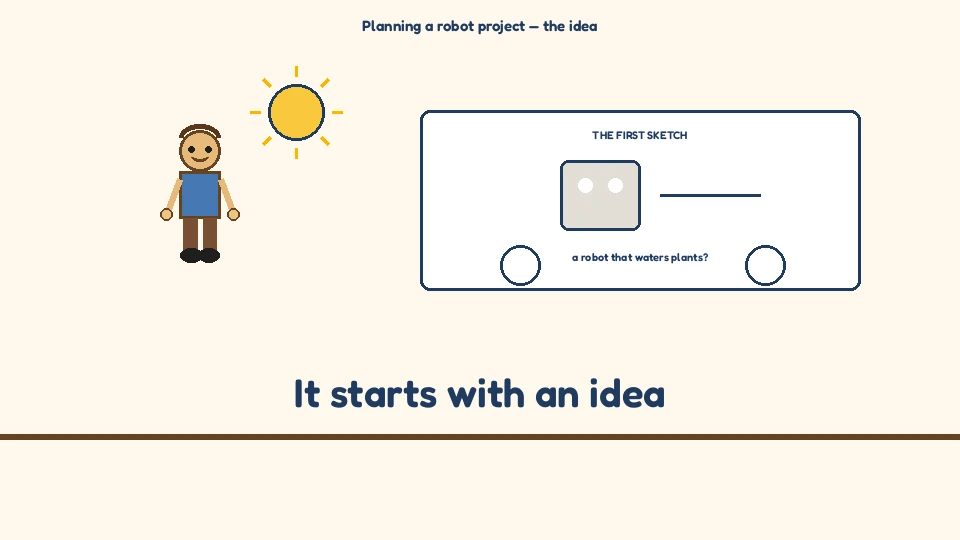 Planning a robot project — the idea
THE FIRST SKETCH
a robot that waters plants?
It starts with an idea